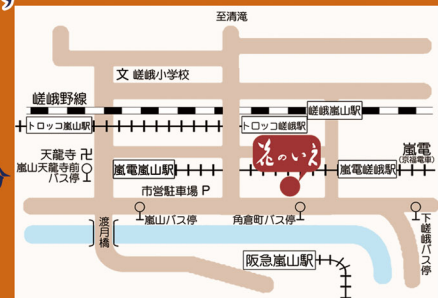 至清滝
文 嵯峨小学校
嵯峨野線
嵯峨嵐山駅
トロッコ嵐山駅
トロッコ嵯峨駅
花のいえ
天龍寺 卍
嵐山天龍寺前
バス停
嵐電嵐山駅
嵐電嵯峨駅
嵐電
(京福電車)
市営駐車場 P
嵐山バス停
角倉町バス停
下嵯峨バス停
渡月橋
阪急嵐山駅